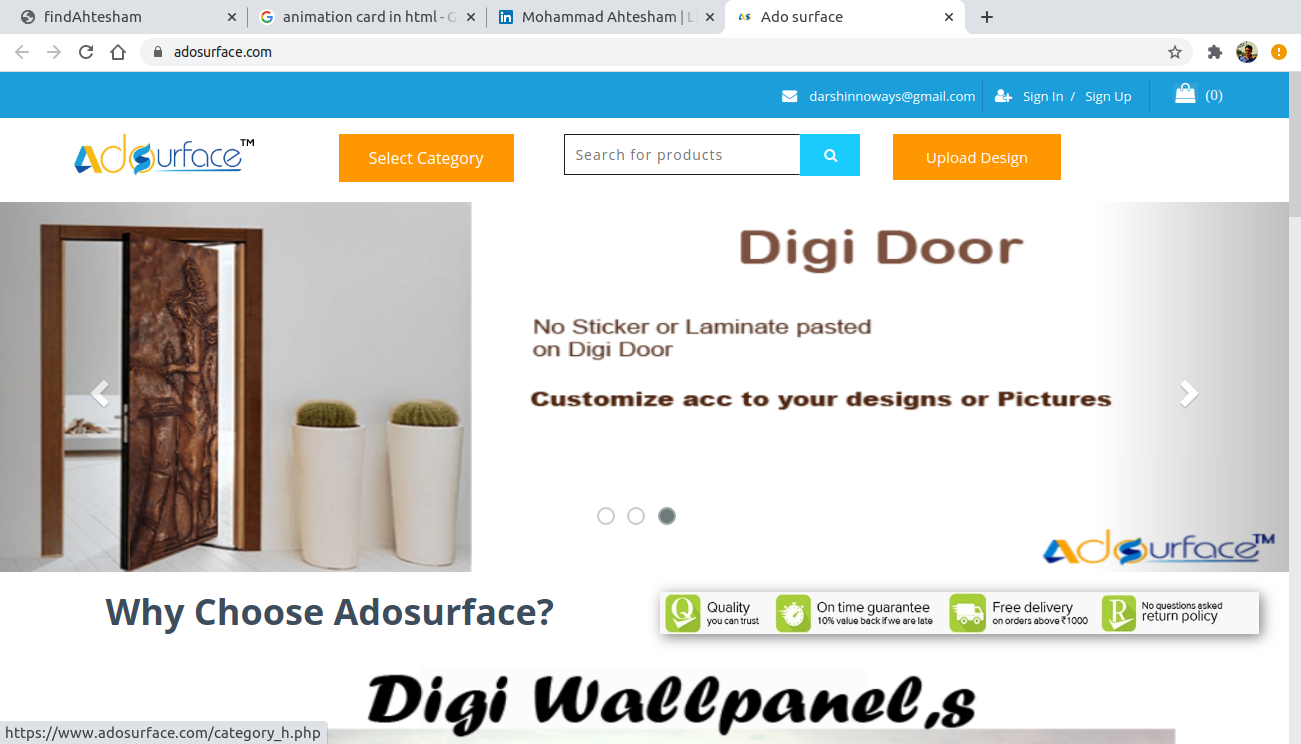 findAhtesham
animation card in html - G
Mohammad Ahtesham | Li
Ado surface
adosurface.com
darshinnoways@gmail.com
Sign In / Sign Up
(0)
AdoSurface™
Select Category
Search for products
Upload Design
Digi Door
No Sticker or Laminate pasted
on Digi Door
Customize acc to your designs or Pictures
AdoSurface™
Why Choose Adosurface?
Quality
you can trust
On time guarantee
10% value back if we are late
Free delivery
on orders above ₹1000
No questions asked
return policy
Digi Wallpanel,s
https://www.adosurface.com/category_h.php